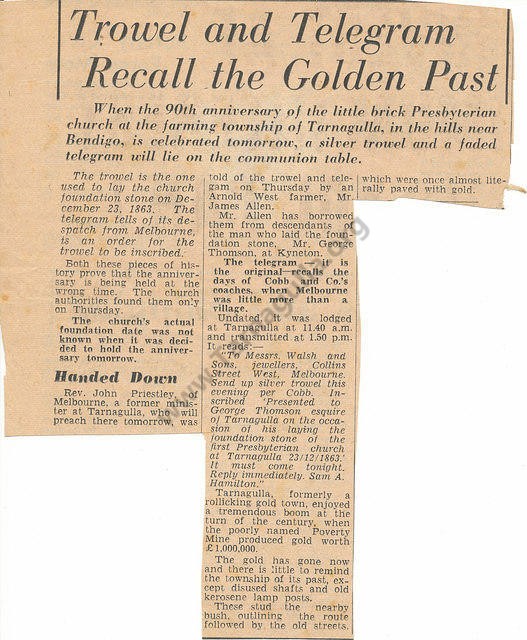 Trowel and Telegram
Recall the Golden Past
When the 90th anniversary of the little brick Presbyterian
church at the farming township of Tarnagulla, in the hills near
Bendigo, is celebrated tomorrow, a silver trowel and a faded
telegram will lie on the communion table.
The trowel is the one
used to lay the church
foundation stone on De-
cember 23, 1863. The
telegram tells of its de-
spatch from Melbourne,
is an order for the
trowel to be inscribed.
Both these pieces of his-
tory prove that the anniver-
sary is being held at the
wrong time. The church
authorities found them only
on Thursday.
The church's actual
foundation date was not
known when it was deci-
ded to hold the anniver-
sary tomorrow.
Handed Down
Rev. John Priestley, of
Melbourne, a former minis-
ter at Tarnagulla, who will
preach there tomorrow, was
told of the trowel and tele-
gam on Thursday by an
Arnold West farmer, Mr.
James Allen.
Mr. Allen has borrowed
them from descendants of
the man who laid the foun-
dation stone, Mr. George
Thomson, at Kyneton.
The telegram—it is
the original—recalls the
days of Cobb and Co.'s
coaches, when Melbourne
was little more than a
village.
Undated, it was lodged
at Tarnagulla at 11.40 a.m.
and transmitted at 1.50 p.m.
It reads:—
"To Messrs. Walsh and
Sons, jewellers, Collins
Street West, Melbourne.
Send up silver trowel this
evening per Cobb. In-
scribed 'Presented to
George Thomson esquire
of Tarnagulla on the occa-
sion of his laying the
foundation stone of the
first Presbyterian church
at Tarnagulla 23/12/1863.'
It must come tonight.
Reply immediately. Sam A.
Hamilton."
Tarnagulla, formerly a
rollicking gold town, enjoyed
a tremendous boom at the
turn of the century, when
the poorly named Poverty
Mine produced gold worth
£1,000,000.
The gold has gone now
and there is little to remind
the township of its past, ex-
cept disused shafts and old
kerosene lamp posts.
These stud the nearby
bush, outlining the route
followed by the old streets.
which were once almost lite-
rally paved with gold.
www.Tarnagulla.org